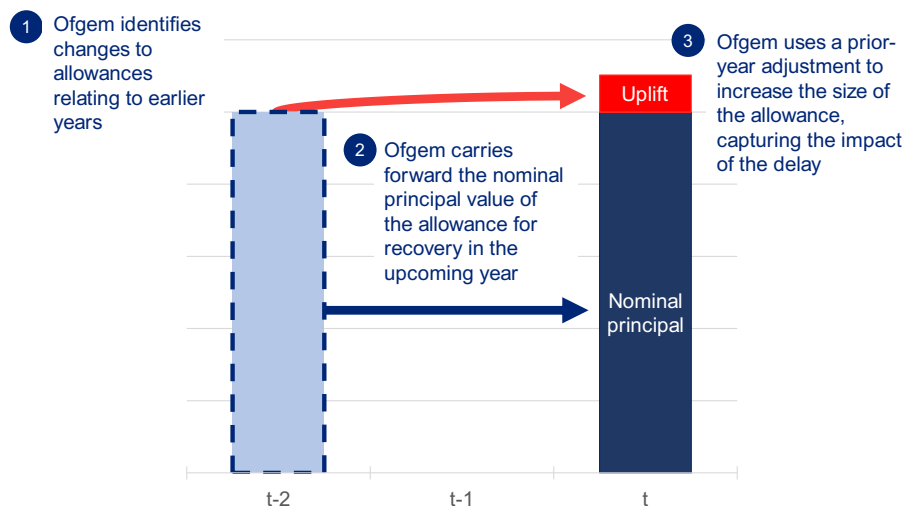 1
Ofgem identifies
changes to
allowances
relating to earlier
years
2
Ofgem carries
forward the nominal
principal value of
the allowance for
recovery in the
upcoming year
3
Ofgem uses a prior-
year adjustment to
increase the size of
the allowance,
capturing the impact
of the delay
Uplift
Nominal
principal
t-2
t-1
t